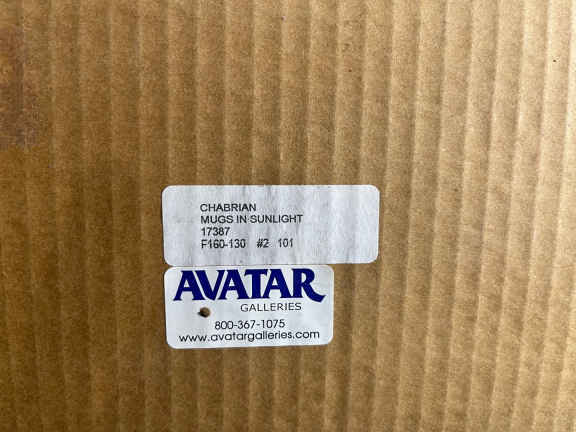 CHABRIAN
MUGS IN SUNLIGHT
17387
F160-130 #2 101
AVATAR
GALLERIES
800-367-1075
www.avatargalleries.com